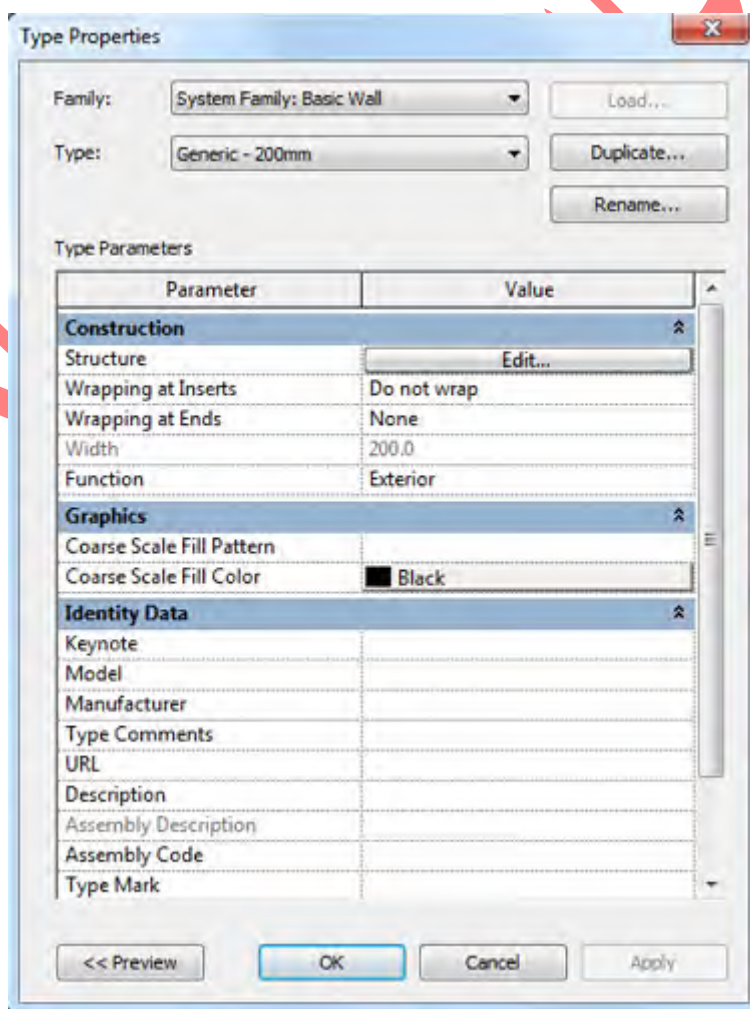 Type Properties
Family: System Family: Basic Wall Load...
Type: Generic - 200mm Duplicate...
Rename...
Type Parameters
Parameter Value
Construction
Structure Edit...
Wrapping at Inserts Do not wrap
Wrapping at Ends None
Width 200.0
Function Exterior
Graphics
Coarse Scale Fill Pattern
Coarse Scale Fill Color Black
Identity Data
Keynote
Model
Manufacturer
Type Comments
URL
Description
Assembly Description
Assembly Code
Type Mark
<< Preview OK Cancel Apply